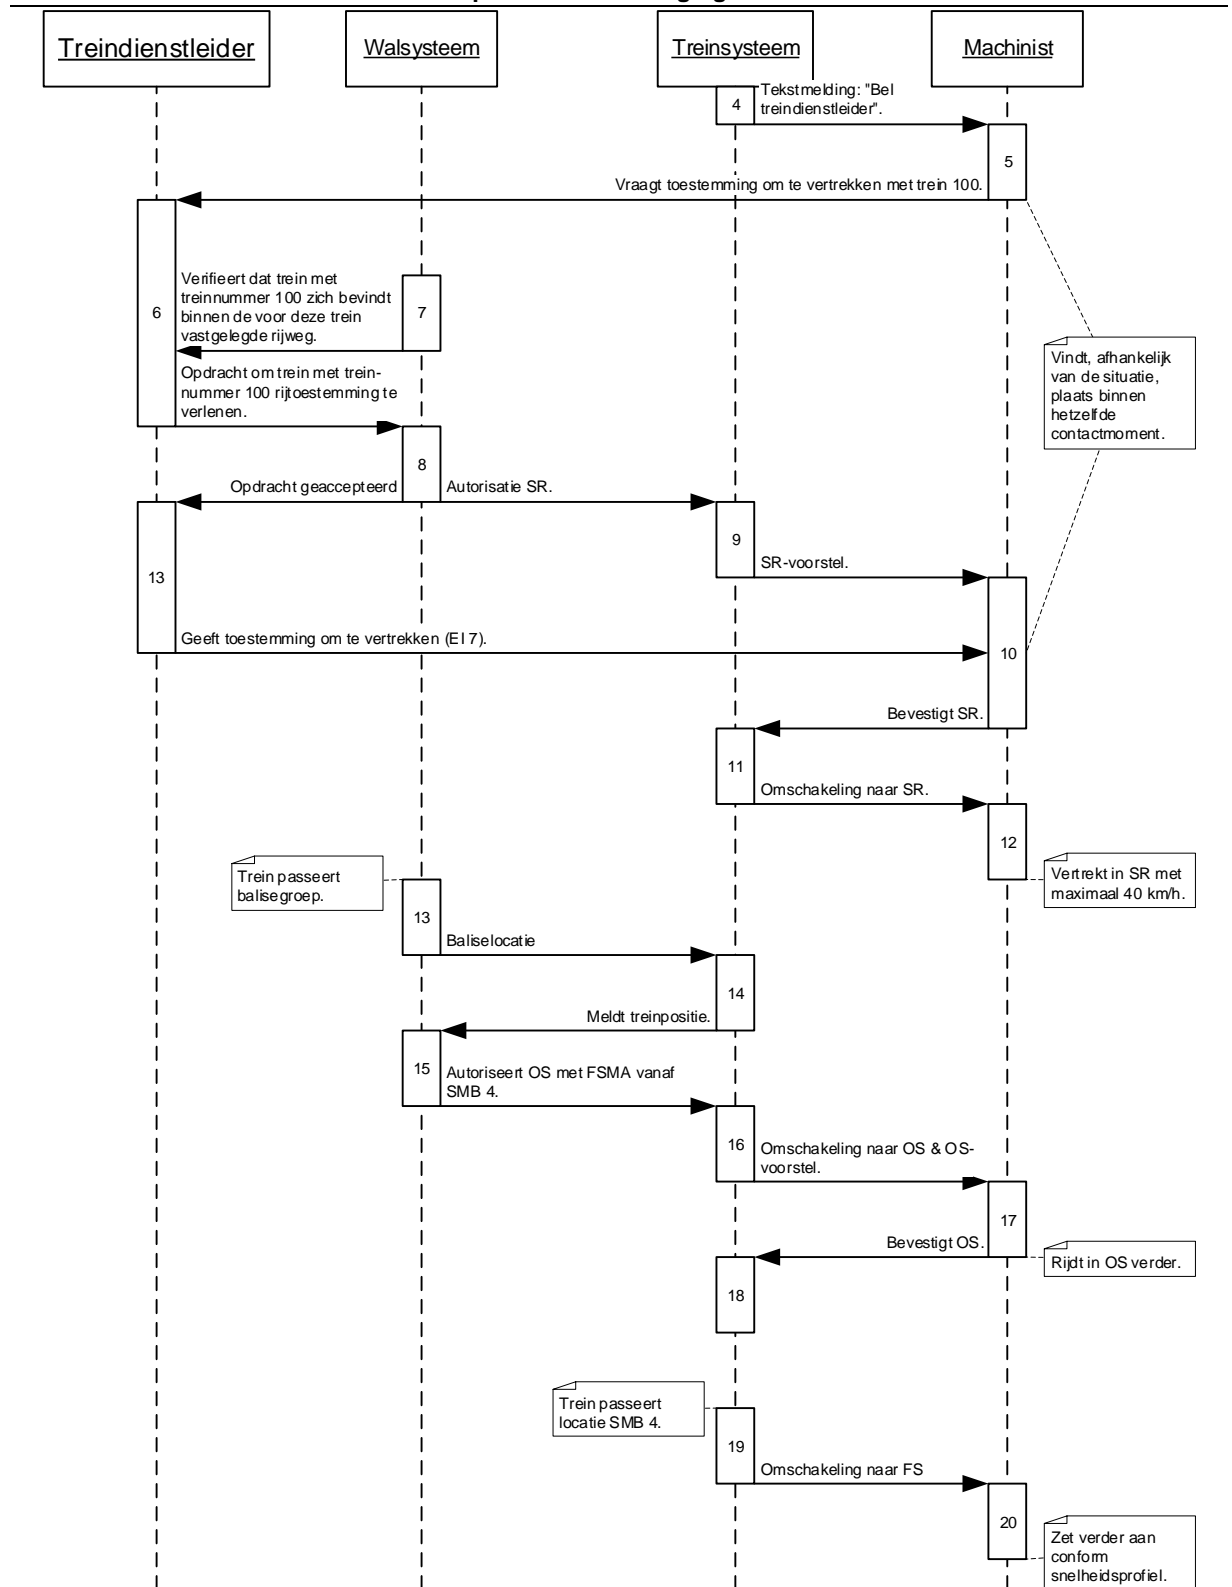 Treindienstleider
Walsysteem
Treinsysteem
Machinist
4
Tekstmelding: "Bel
treindienstleider".
5
Vraagt toestemming om te vertrekken met trein 100.
6
Verifieert dat trein met
treinnummer 100 zich bevindt
binnen de voor deze trein
vastgelegde rijweg.
7
Vindt, afhankelijk
van de situatie,
plaats binnen
hetzelfde
contactmoment.
Opdracht om trein met trein-
nummer 100 rijtoestemming te
verlenen.
8
Opdracht geaccepteerd
Autorisatie SR.
9
SR-voorstel.
13
Geeft toestemming om te vertrekken (EI 7).
10
Bevestigt SR.
11
Omschakeling naar SR.
12
Vertrekt in SR met
maximaal 40 km/h.
Trein passeert
balisegroep.
13
Baliselocatie
14
Meldt treinpositie.
15
Autoriseert OS met FSMA vanaf
SMB 4.
16
Omschakeling naar OS & OS-
voorstel.
17
Bevestigt OS.
Rijdt in OS verder.
18
Trein passeert
locatie SMB 4.
19
Omschakeling naar FS
20
Zet verder aan
conform
snelheidsprofiel.